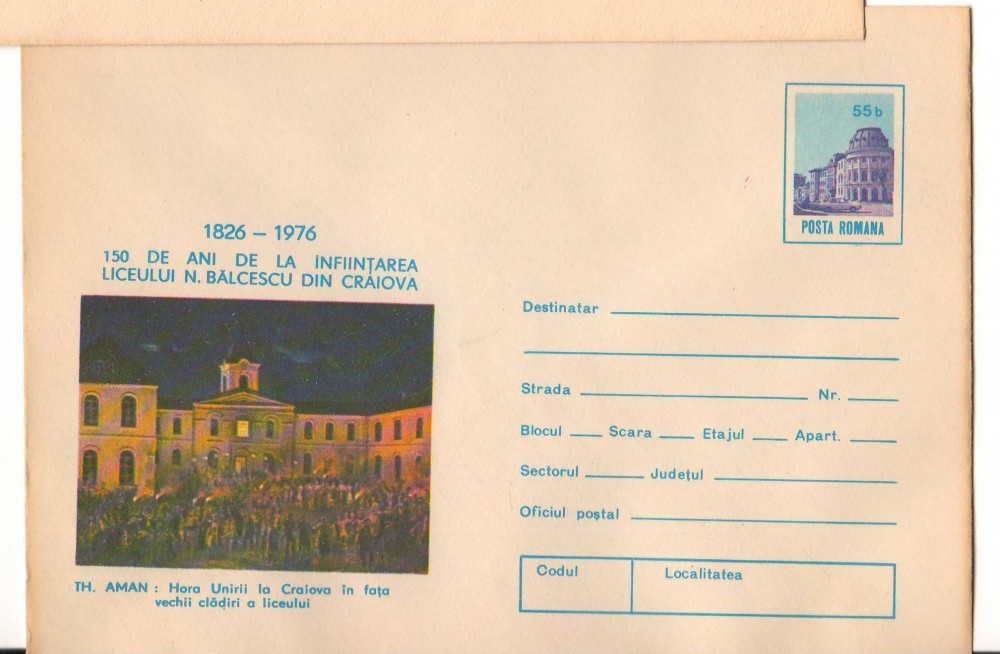 55 b
POSTA ROMANA
1826 – 1976
150 DE ANI DE LA ÎNFIINȚAREA
LICEULUI N. BĂLCESCU DIN CRAIOVA
Destinatar
Strada Nr.
Blocul Scara Etajul Apart.
Sectorul Județul
Oficiul poștal
Codul Localitatea
TH. AMAN : Hora Unirii la Craiova în fața
vechii clădiri a liceului